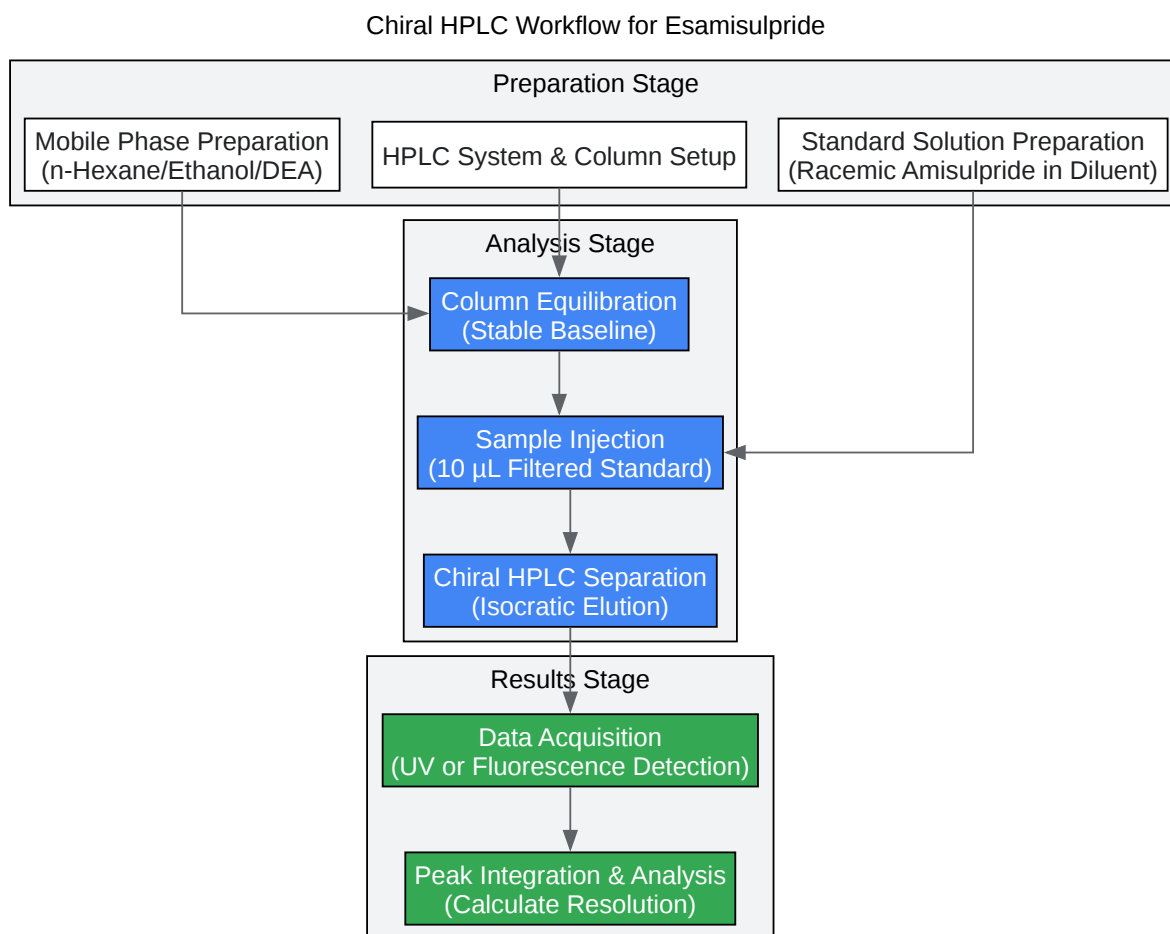 Chiral HPLC Workflow for Esamisulpride
Preparation Stage
Mobile Phase Preparation
(n-Hexane/Ethanol/DEA)
HPLC System & Column Setup
Standard Solution Preparation
(Racemic Amisulpride in Diluent)
Analysis Stage
Column Equilibration
(Stable Baseline)
Sample Injection
(10 µL Filtered Standard)
Chiral HPLC Separation
(Isocratic Elution)
Results Stage
Data Acquisition
(UV or Fluorescence Detection)
Peak Integration & Analysis
(Calculate Resolution)